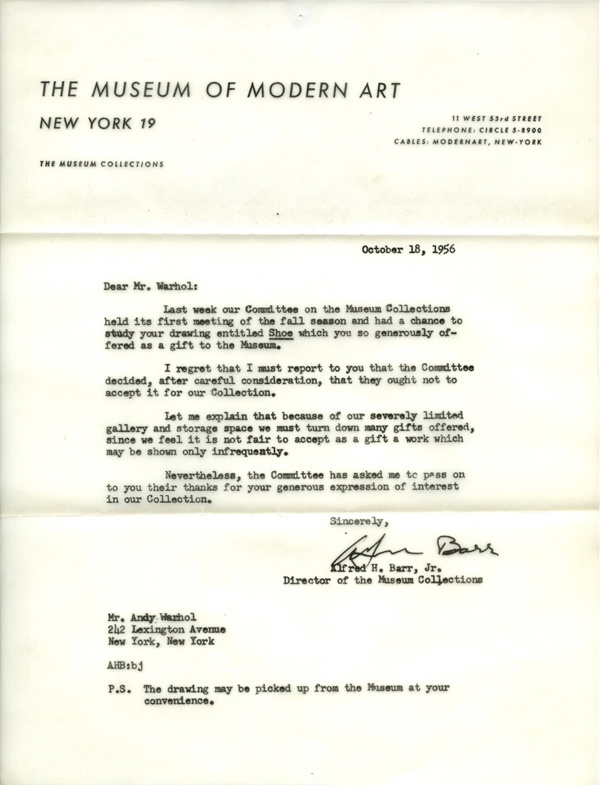 THE MUSEUM OF MODERN ART
NEW YORK 19
11 WEST 53rd STREET
TELEPHONE: CIRCLE 5-8900
CABLES: MODERNART, NEW-YORK
THE MUSEUM COLLECTIONS
October 18, 1956
Dear Mr. Warhol:
Last week our Committee on the Museum Collections
held its first meeting of the fall season and had a chance to
study your drawing entitled Shoe which you so generously of-
fered as a gift to the Museum.
I regret that I must report to you that the Committee
decided, after careful consideration, that they ought not to
accept it for our Collection.
Let me explain that because of our severely limited
gallery and storage space we must turn down many gifts offered,
since we feel it is not fair to accept as a gift a work which
may be shown only infrequently.
Nevertheless, the Committee has asked me to pass on
to you their thanks for your generous expression of interest
in our Collection.
Sincerely,
Alfred H. Barr, Jr.
Director of the Museum Collections
Mr. Andy Warhol
242 Lexington Avenue
New York, New York
AHB:bj
P.S. The drawing may be picked up from the Museum at your
convenience.